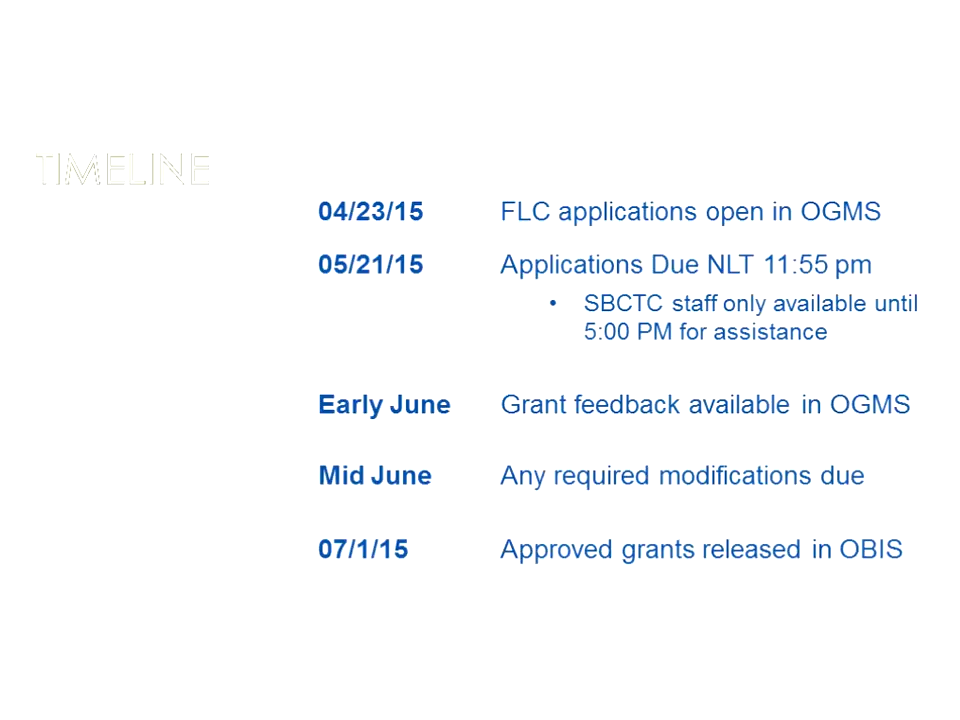 TIMELINE
04/23/15 FLC applications open in OGMS
05/21/15 Applications Due NLT 11:55 pm
• SBCTC staff only available until
5:00 PM for assistance
Early June Grant feedback available in OGMS
Mid June Any required modifications due
07/1/15 Approved grants released in OBIS